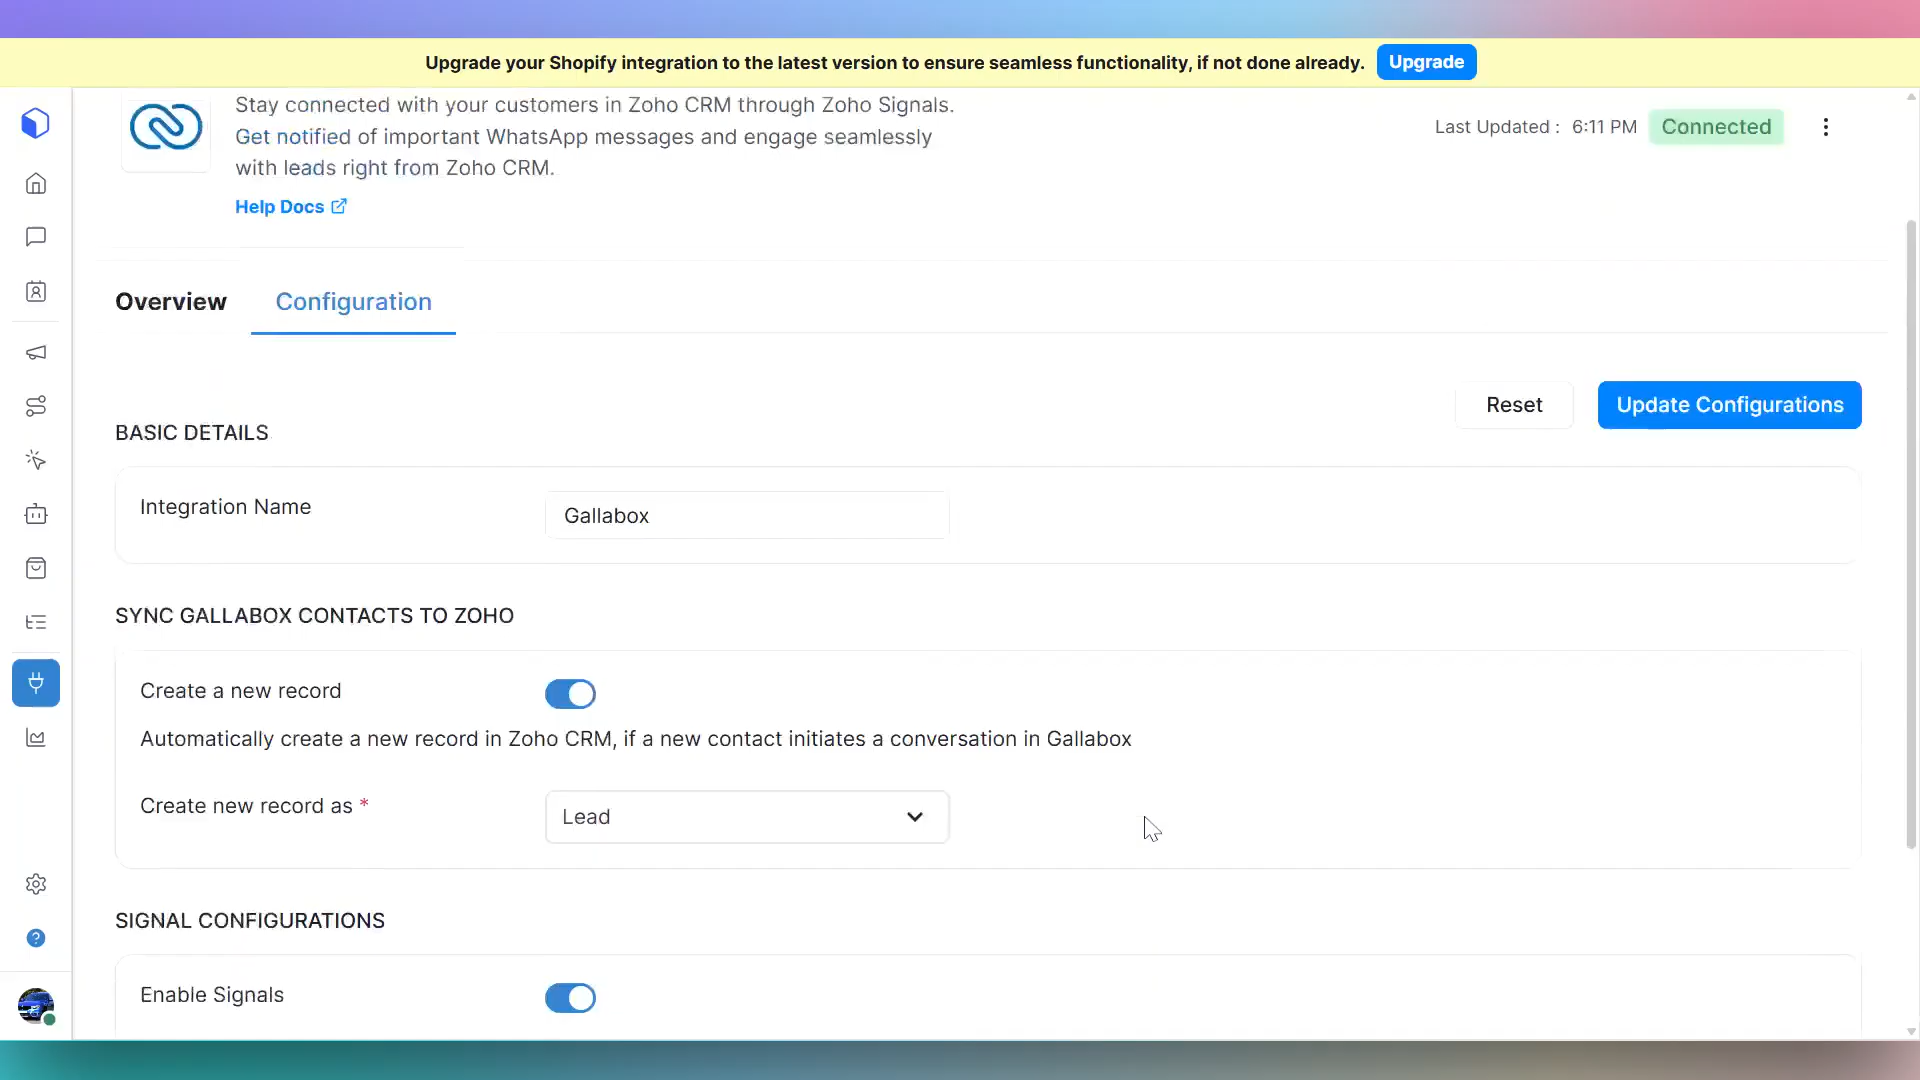 Upgrade your Shopify integration to the latest version to ensure seamless functionality, if not done already. Upgrade
Stay connected with your customers in Zoho CRM through Zoho Signals.
Get notified of important WhatsApp messages and engage seamlessly
with leads right from Zoho CRM.
Last Updated : 6:11 PM Connected
Help Docs
Overview Configuration
Reset Update Configurations
BASIC DETAILS
Integration Name Gallabox
SYNC GALLABOX CONTACTS TO ZOHO
Create a new record
Automatically create a new record in Zoho CRM, if a new contact initiates a conversation in Gallabox
Create new record as * Lead
SIGNAL CONFIGURATIONS
Enable Signals